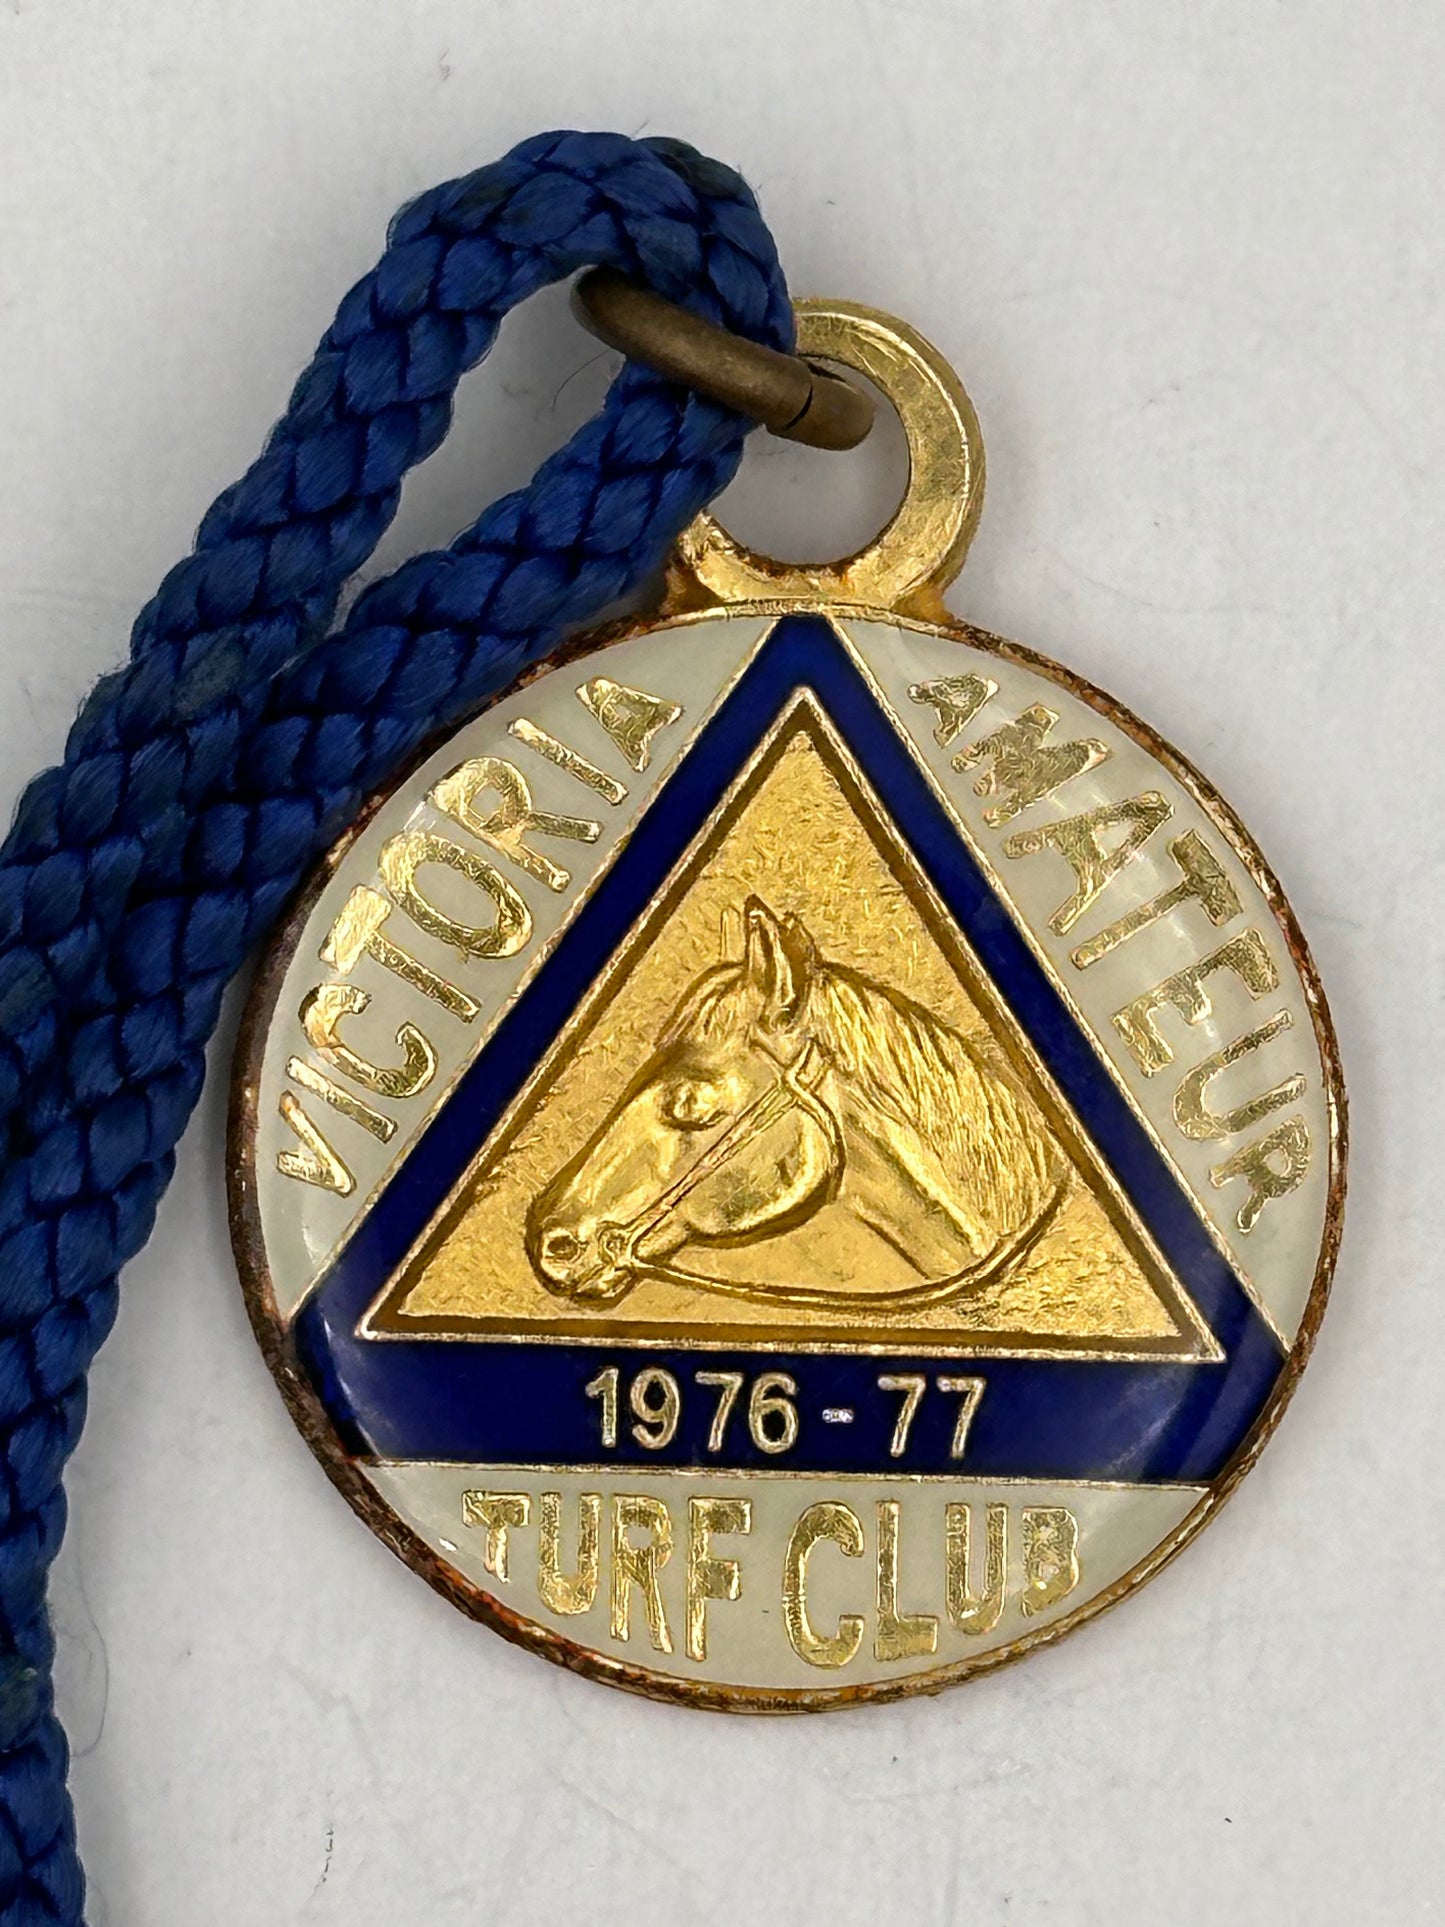 VICTORIA
AMATEUR
1976-77
TURF CLUB